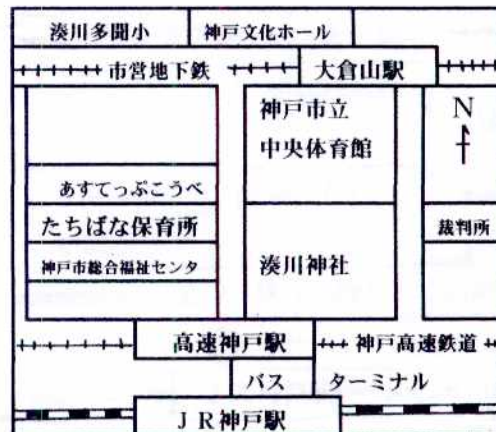 湊川多聞小
神戸文化ホール
市営地下鉄
大倉山駅
神戸市立
中央体育館
N
あすてっぷこうべ
たちばな保育所
神戸市総合福祉センタ
湊川神社
裁判所
高速神戸駅
神戸高速鉄道
バス ターミナル
JR神戸駅